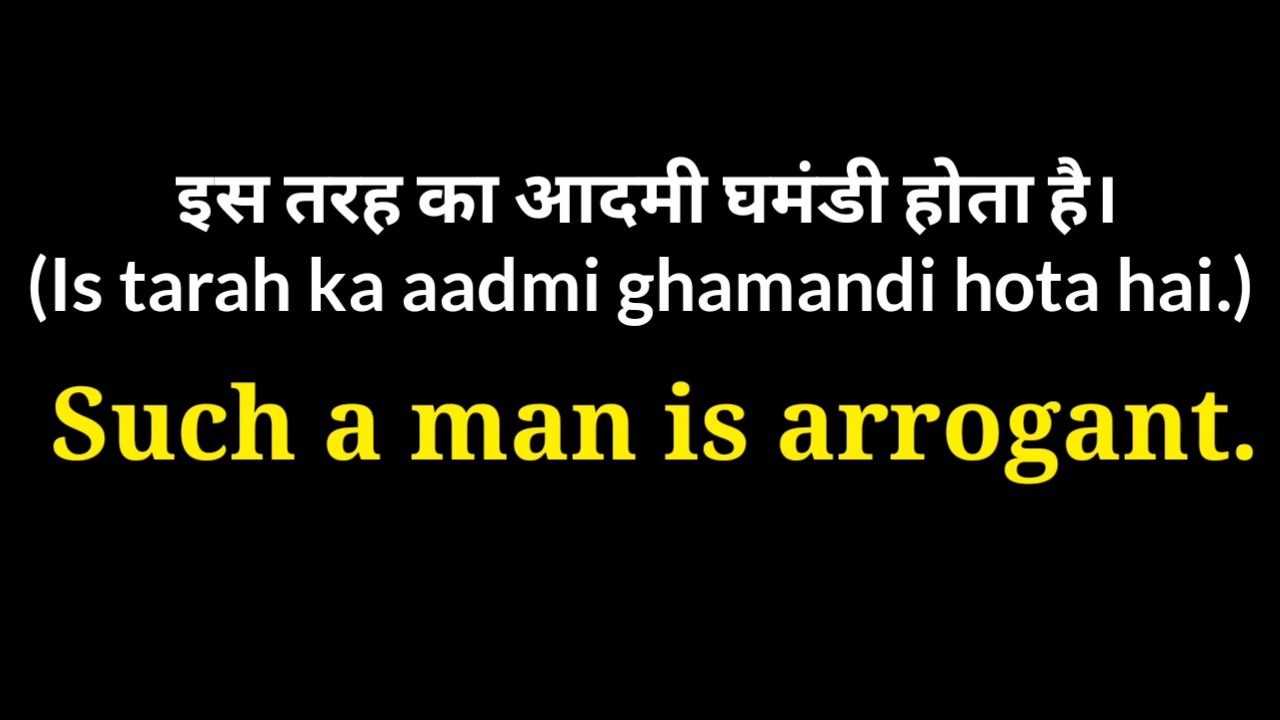 इस तरह का आदमी घमंडी होता है।
(Is tarah ka aadmi ghamandi hota hai.)
Such a man is arrogant.